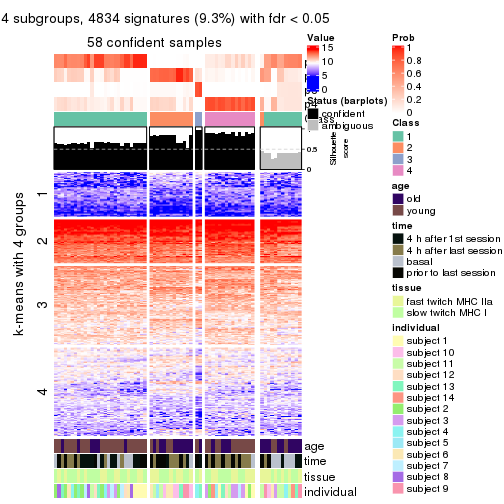 4 subgroups, 4834 signatures (9.3%) with fdr < 0.05
58 confident samples
k-means with 4 groups
1
2
3
4
p4
Class
0.5
0
Silhouette
score
age
time
tissue
individual
Value
15
10
5
0
Status (barplots)
confident
ambiguous
Prob
1
0.8
0.6
0.4
0.2
0
Class
1
2
3
4
age
old
young
time
4 h after 1st session
4 h after last session
basal
prior to last session
tissue
fast twitch MHC IIa
slow twitch MHC I
individual
subject 1
subject 10
subject 11
subject 12
subject 13
subject 14
subject 2
subject 3
subject 4
subject 5
subject 6
subject 7
subject 8
subject 9